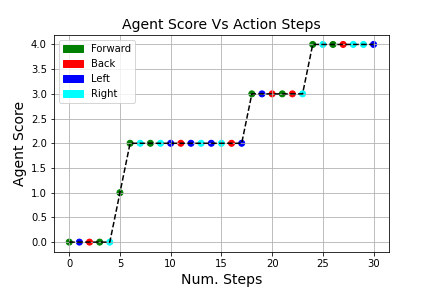 Agent Score Vs Action Steps
Agent Score
4.0
3.5
3.0
2.5
2.0
1.5
1.0
0.5
0.0
Forward
Back
Left
Right
0 5 10 15 20 25 30
Num. Steps